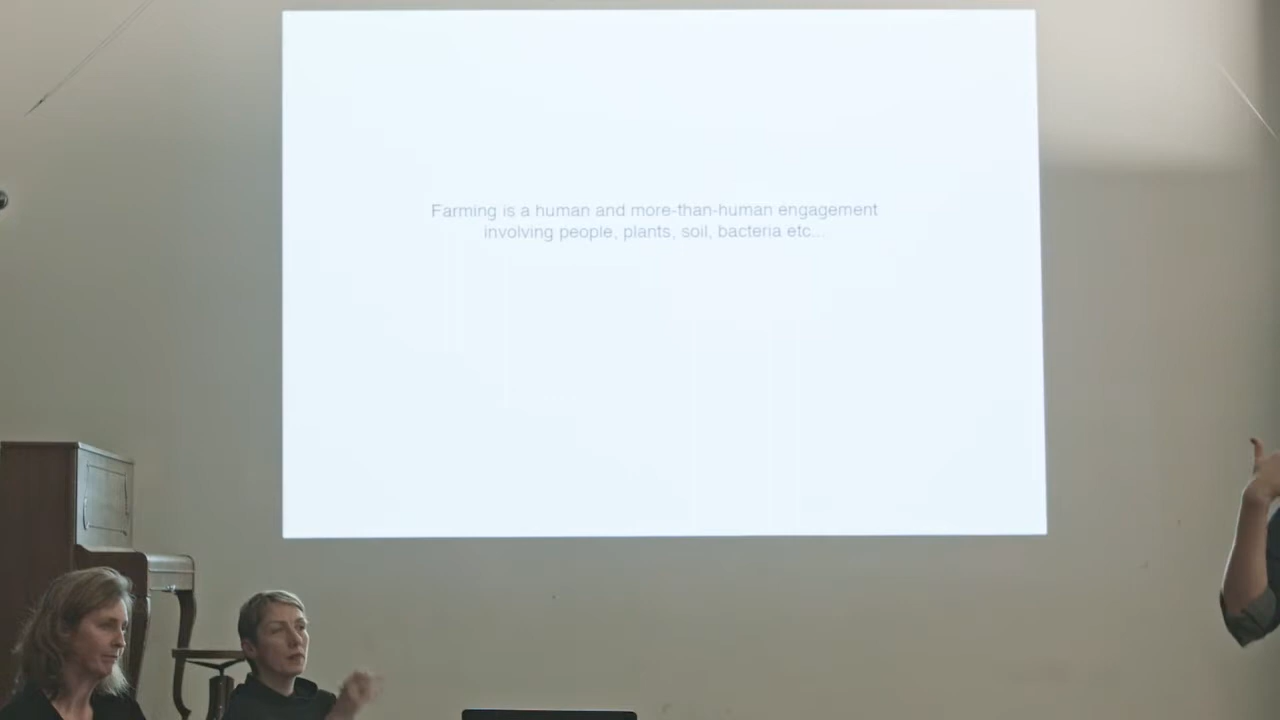 Farming is a human and more-than-human engagement
involving people, plants, soil, bacteria etc...